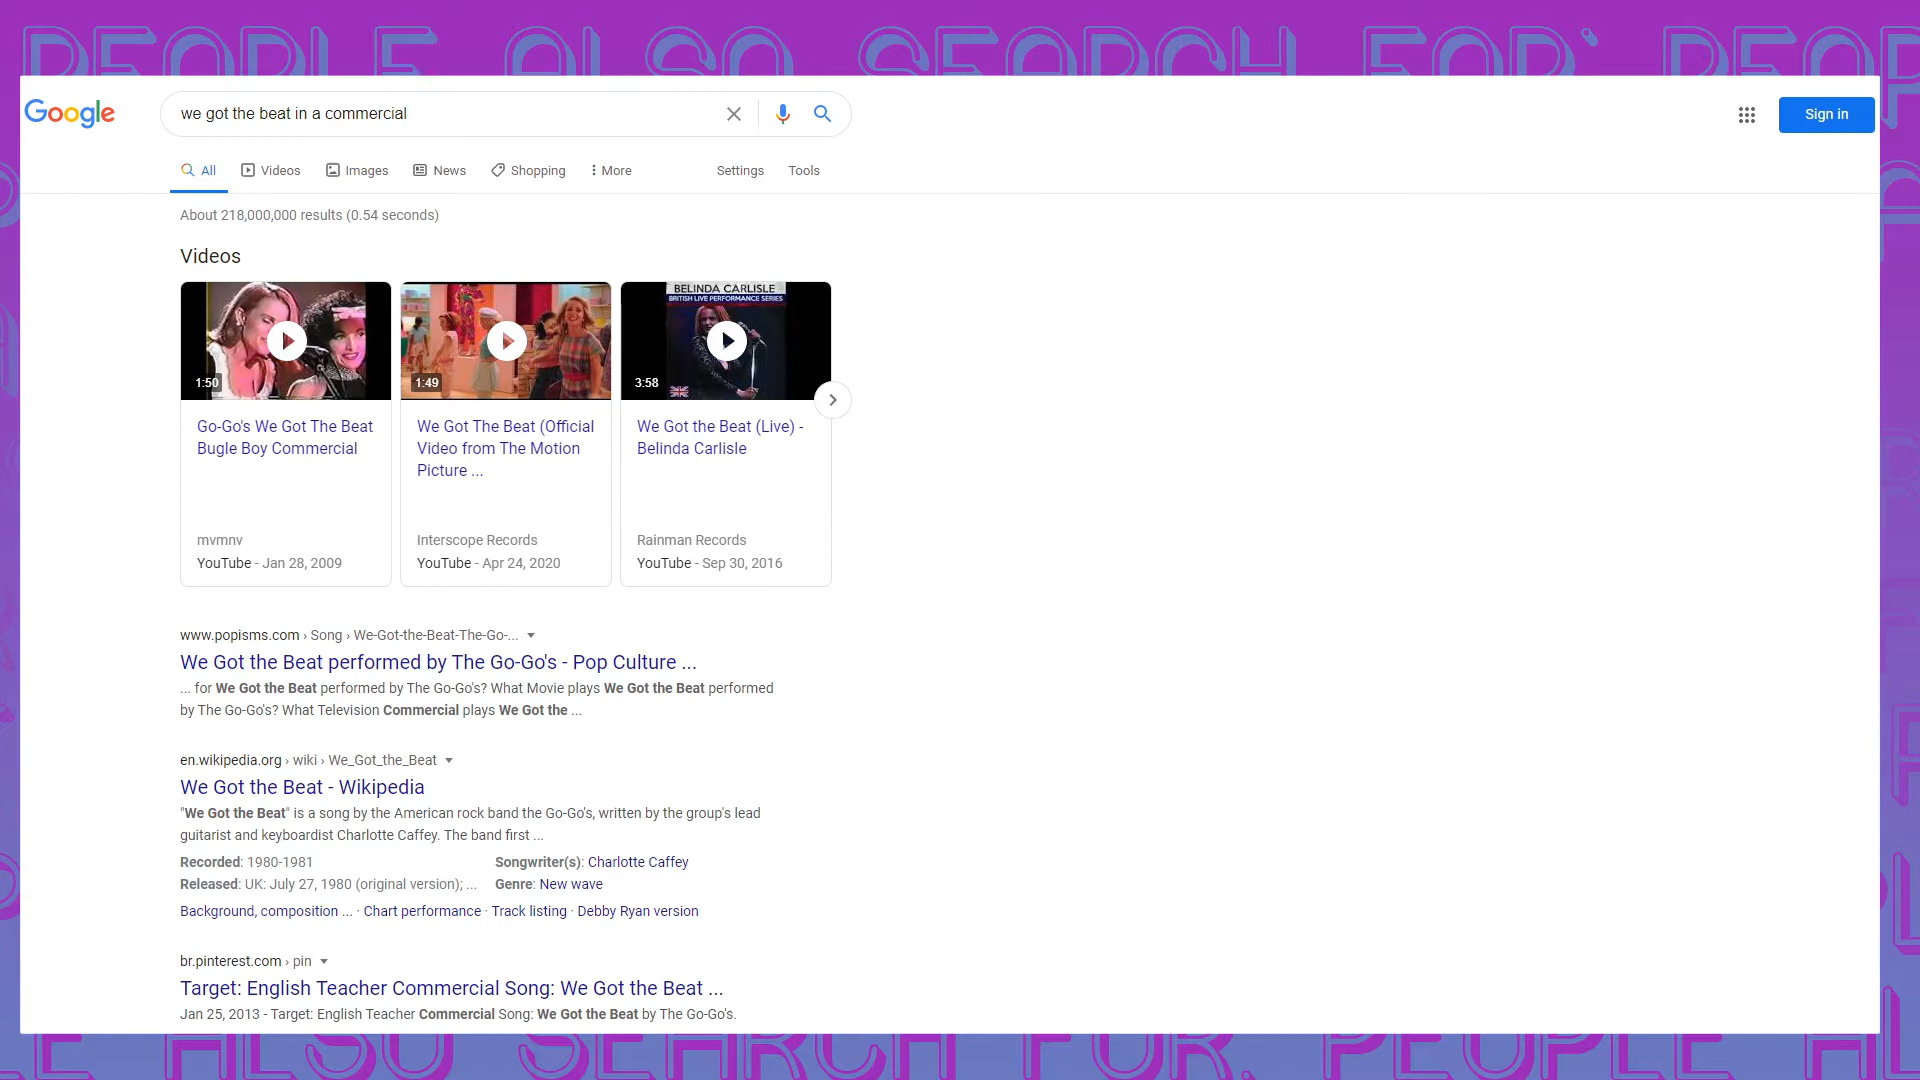 PEOPLE ALSO SEARCH FOR PEOP
Google
we got the beat in a commercial
Sign in
All
Videos
Images
News
Shopping
More
Settings
Tools
About 218,000,000 results (0.54 seconds)
Videos
BELINDA CARLISLE
BRITISH LIVE PERFORMANCE SERIES
1:50
1:49
3:58
Go-Go's We Got The Beat
Bugle Boy Commercial
mvmnv
YouTube - Jan 28, 2009
We Got The Beat (Official
Video from The Motion
Picture ...
Interscope Records
YouTube - Apr 24, 2020
We Got the Beat (Live) -
Belinda Carlisle
Rainman Records
YouTube - Sep 30, 2016
www.popisms.com › Song › We-Got-the-Beat-The-Go-...
We Got the Beat performed by The Go-Go's - Pop Culture ...
... for We Got the Beat performed by The Go-Go's? What Movie plays We Got the Beat performed
by The Go-Go's? What Television Commercial plays We Got the ...
en.wikipedia.org › wiki › We_Got_the_Beat
We Got the Beat - Wikipedia
"We Got the Beat" is a song by the American rock band the Go-Go's, written by the group's lead
guitarist and keyboardist Charlotte Caffey. The band first ...
Recorded: 1980-1981 Songwriter(s): Charlotte Caffey
Released: UK: July 27, 1980 (original version); ... Genre: New wave
Background, composition ... · Chart performance · Track listing · Debby Ryan version
br.pinterest.com › pin
Target: English Teacher Commercial Song: We Got the Beat ...
Jan 25, 2013 - Target: English Teacher Commercial Song: We Got the Beat by The Go-Go's.
LE ALSO SEARCH FOR, PEOPLE AL